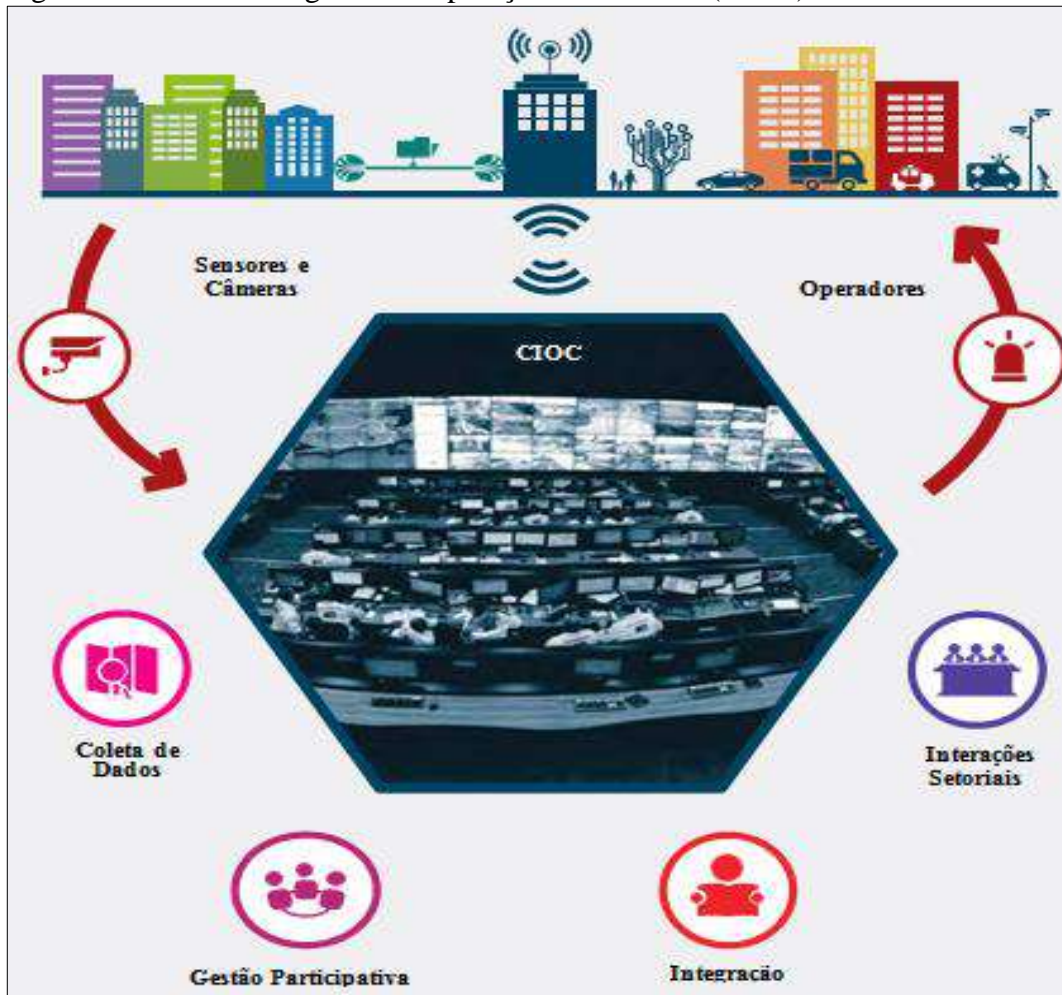 Sensores e
Câmeras
Operadores
CIOC
Coleta de
Dados
Interações
Setoriais
Gestão Participativa
Integração